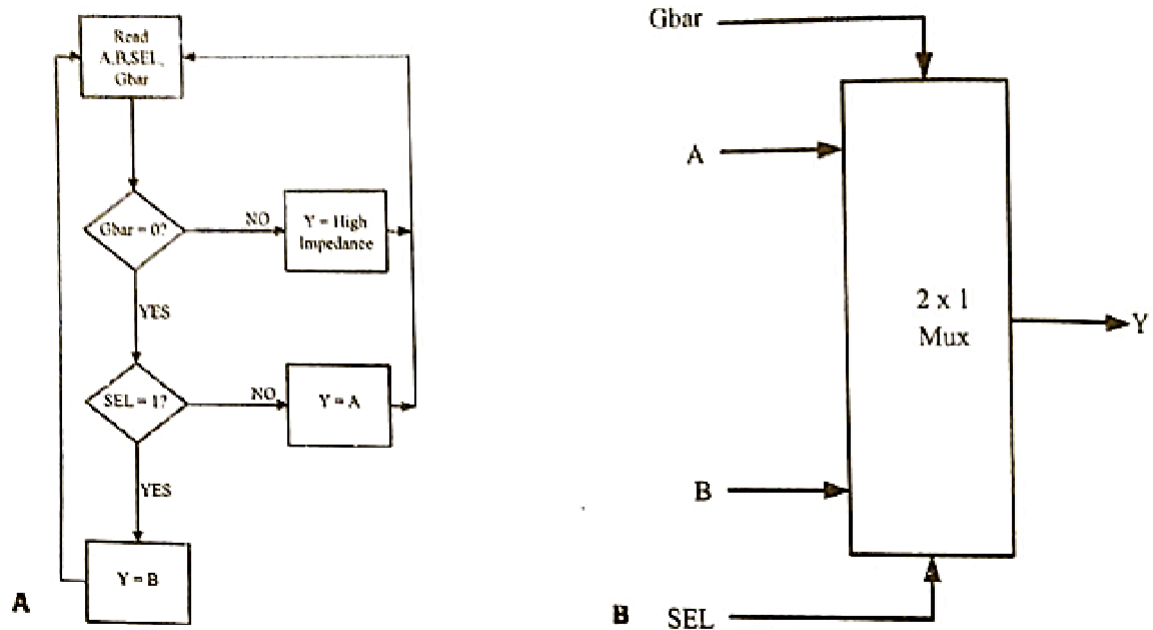 Read
A,B,SEL,
Gbar
Gbar = 0?
NO
Y = High
Impedance
YES
SEL = 1?
NO
Y = A
YES
Y = B
A
Gbar
A
B
2 x 1
Mux
Y
SEL
B